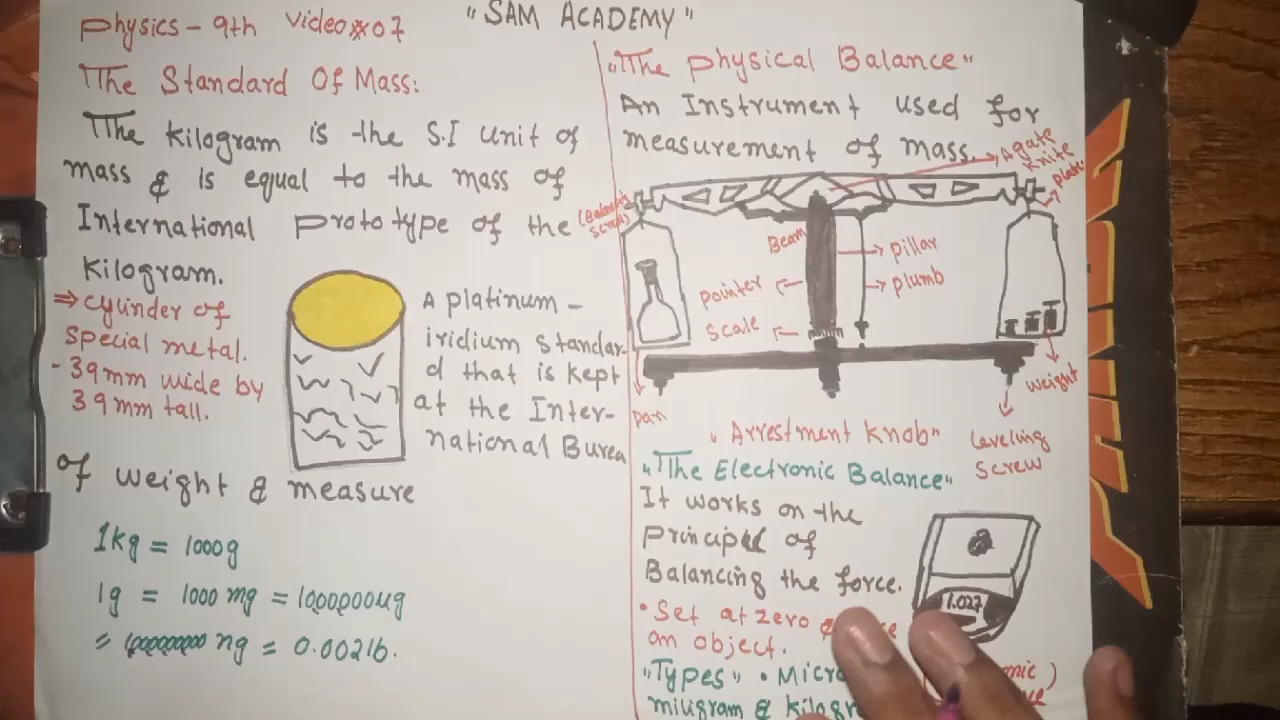 Physics - 9th Video#07
"SAM ACADEMY"
The Standard Of Mass:
The Kilogram is the S.I unit of
mass & is equal to the mass of
International Prototype of the
Kilogram.
⇒ cylinder of
special metal.
- 39mm wide by
39mm tall.
A platinum -
iridium standar-
d that is kept
at the Inter-
national Burea
of weight & measure
1kg = 1000g
1g = 1000 mg = 1000000ug
= ng = 0.002lb.
"The Physical Balance"
An Instrument used for
measurement of mass.
Agate
Knife
plate
(Balance
screw)
Beam
pillar
plumb
pointer
scale
pan
weight
"Arrestment Knob"
Leveling
screw
"The Electronic Balance"
It works on the
Principle of
Balancing the force.
1.027
• Set at zero
an object.
"Types" •
miligram &